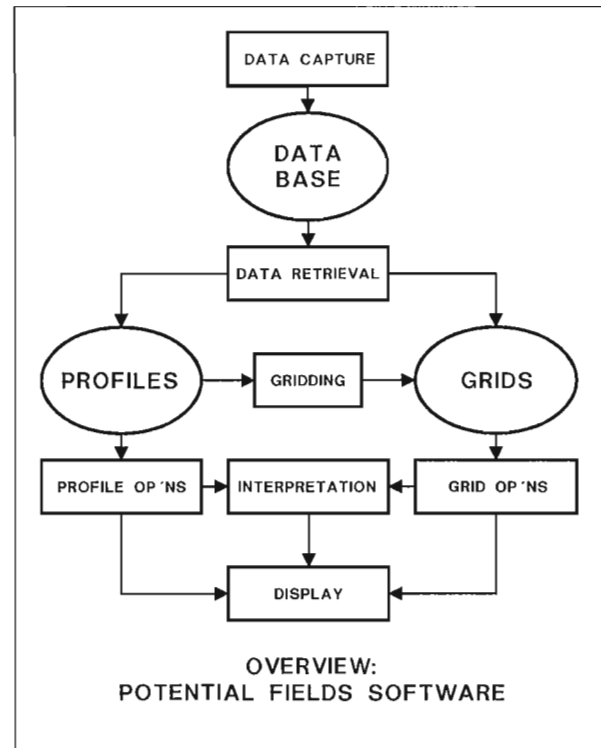 DATA CAPTURE
DATA
BASE
DATA RETRIEVAL
PROFILES
GRIDDING
GRIDS
PROFILE OP'NS
INTERPRETATION
GRID OP'NS
DISPLAY
OVERVIEW:
POTENTIAL FIELDS SOFTWARE